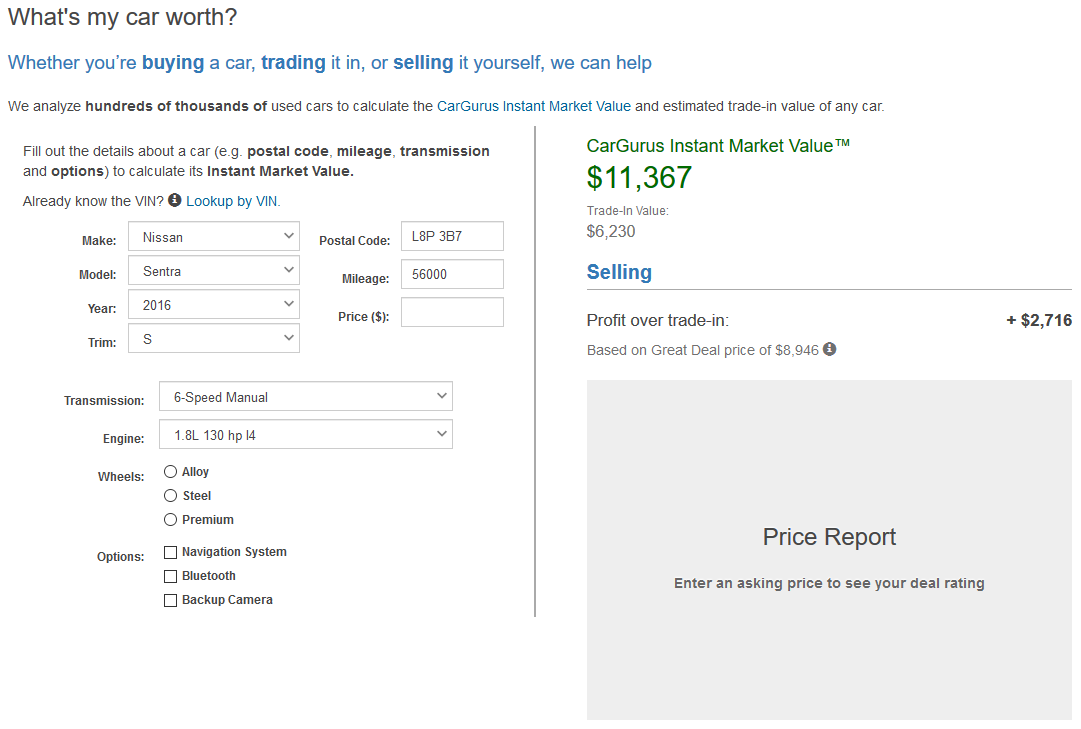 What's my car worth?
Whether you're buying a car, trading it in, or selling it yourself, we can help
We analyze hundreds of thousands of used cars to calculate the CarGurus Instant Market Value and estimated trade-in value of any car.
Fill out the details about a car (e.g. postal code, mileage, transmission
and options) to calculate its Instant Market Value.
Already know the VIN? Lookup by VIN.
Make: Nissan
Postal Code: L8P 3B7
Model: Sentra
Mileage: 56000
Year: 2016
Price ($):
Trim: S
Transmission: 6-Speed Manual
Engine: 1.8L 130 hp I4
Wheels: Alloy
Steel
Premium
Options: Navigation System
Bluetooth
Backup Camera
CarGurus Instant Market Value™
$11,367
Trade-In Value:
$6,230
Selling
Profit over trade-in: + $2,716
Based on Great Deal price of $8,946
Price Report
Enter an asking price to see your deal rating